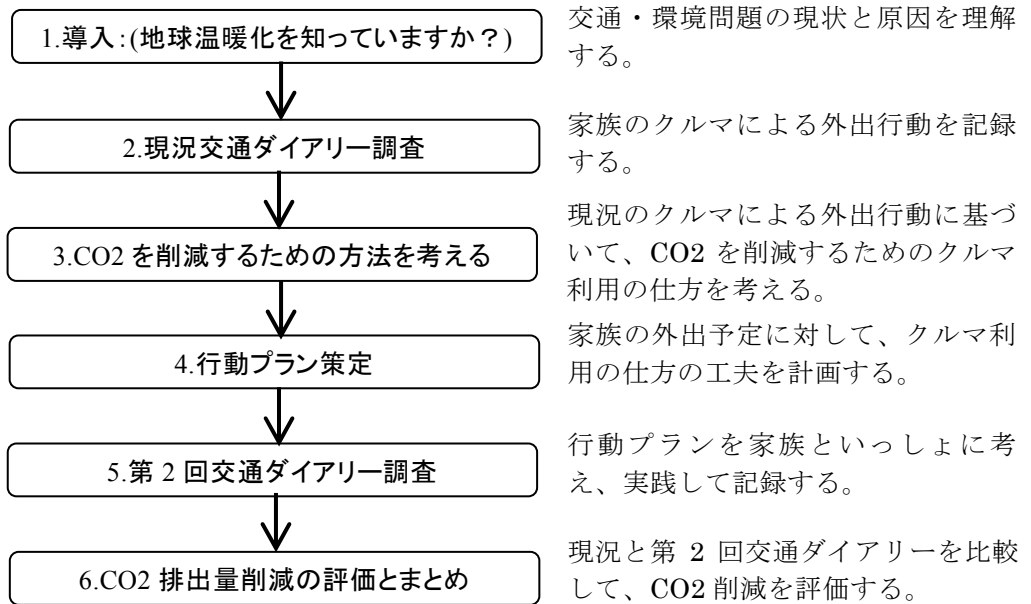 1.導入:(地球温暖化を知っていますか？)
交通・環境問題の現状と原因を理解
する。
2.現況交通ダイアリー調査
家族のクルマによる外出行動を記録
する。
3.CO2 を削減するための方法を考える
現況のクルマによる外出行動に基づ
いて、CO2 を削減するためのクルマ
利用の仕方を考える。
4.行動プラン策定
家族の外出予定に対して、クルマ利
用の仕方の工夫を計画する。
5.第 2 回交通ダイアリー調査
行動プランを家族といっしょに考
え、実践して記録する。
6.CO2 排出量削減の評価とまとめ
現況と第 2 回交通ダイアリーを比較
して、CO2 削減を評価する。